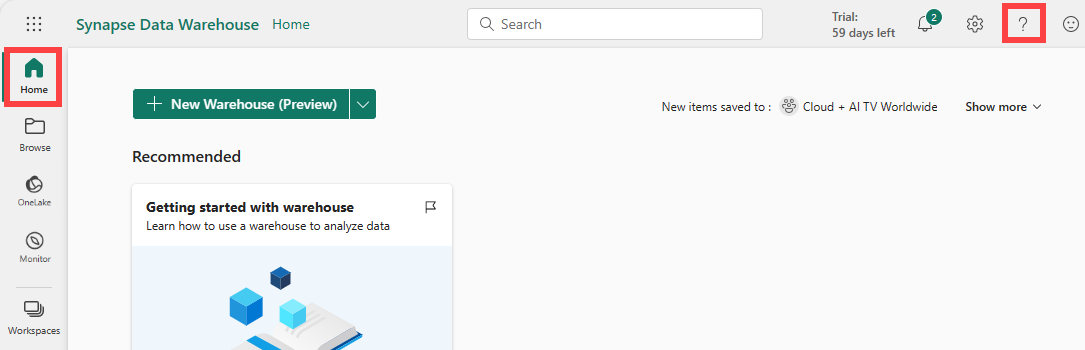 Synapse Data Warehouse Home
Search
Trial:
59 days left
2
?
Home
Browse
OneLake
Monitor
Workspaces
+ New Warehouse (Preview)
New items saved to : Cloud + AI TV Worldwide
Show more
Recommended
Getting started with warehouse
Learn how to use a warehouse to analyze data